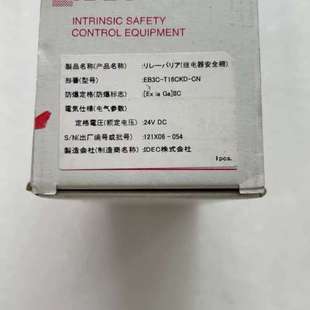 INTRINSIC SAFETY
CONTROL EQUIPMENT
製品名称(产品名称) :リレーバリア(继电器安全栅)
形番(型号) :EB3C-T16CKD-CN
防爆定格(防爆标志) :[Ex ia Ga]ⅡC
電気仕様(电气参数)
定格電圧(额定电压) :24V DC
S/N(出厂编号或批号) :121X06-054
製造会社(制造商名称) :IDEC株式会社
1pcs.